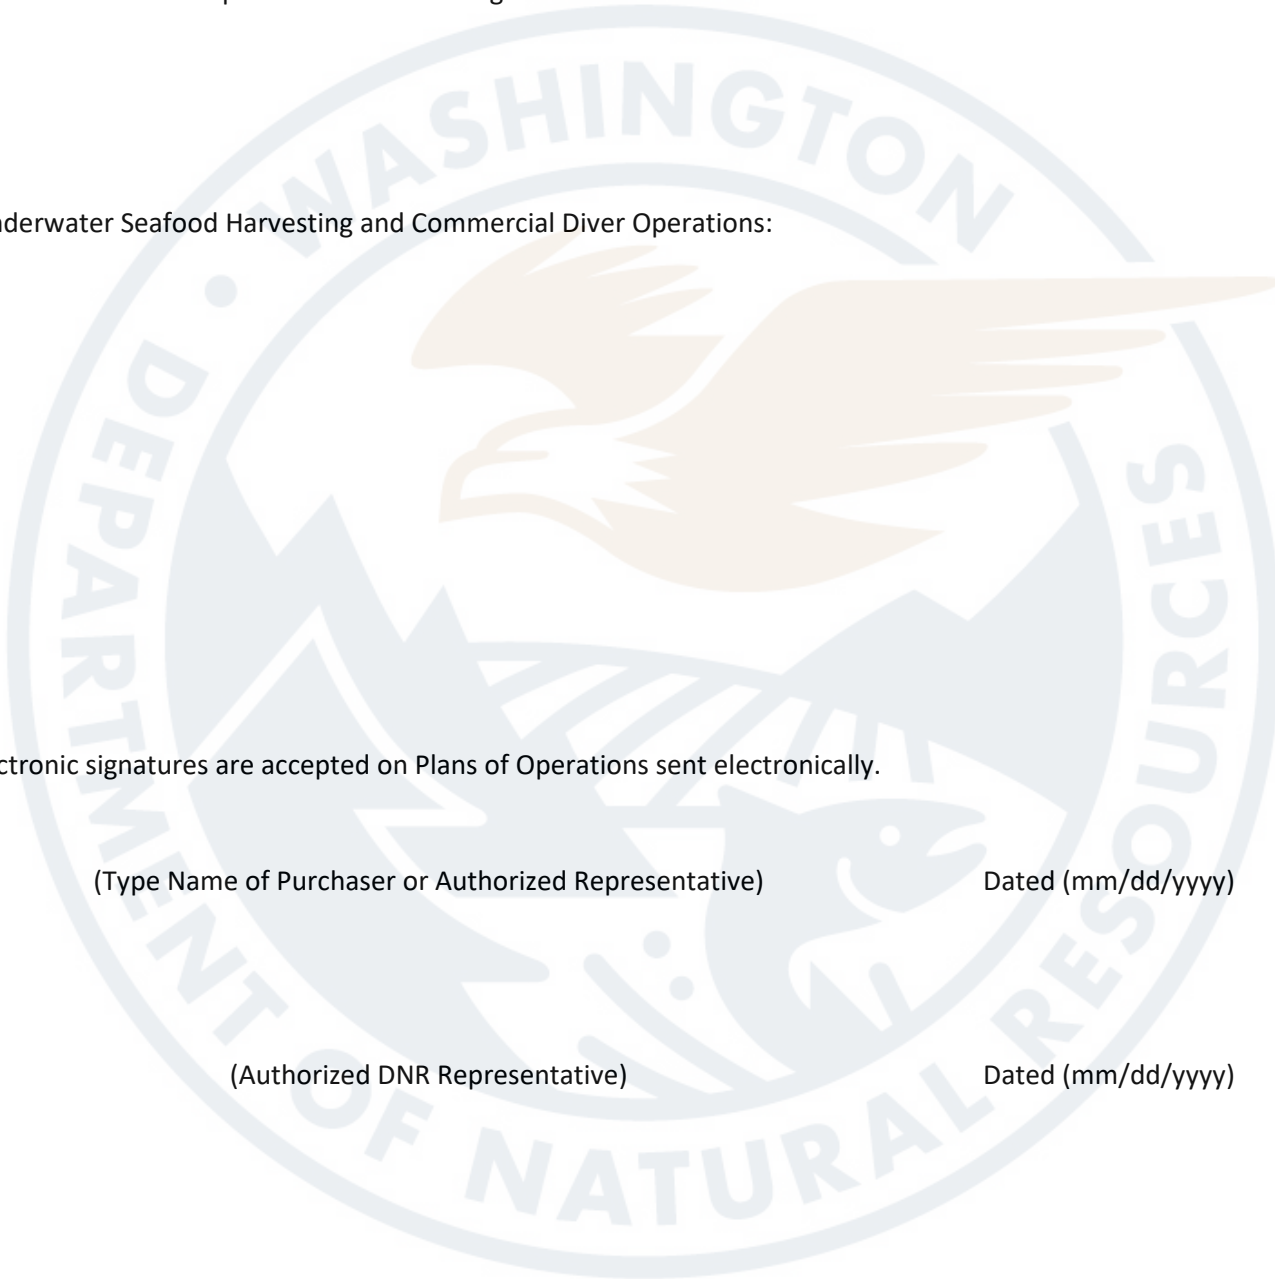 WASHINGTON
nderwater Seafood Harvesting and Commercial Diver Operations:
ctronic signatures are accepted on Plans of Operations sent electronically.
(Type Name of Purchaser or Authorized Representative) Dated (mm/dd/yyyy)
(Authorized DNR Representative) Dated (mm/dd/yyyy)
DEPARTMENT OF NATURAL RESOURCES